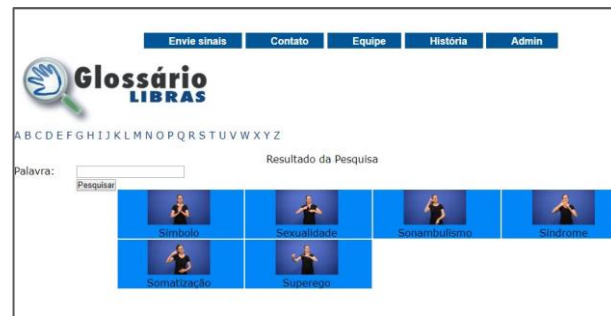 Envie sinais Contato Equipe História Admin
Glossário
LIBRAS
A B C D E F G H I J K L M N O P Q R S T U V W X Y Z
Resultado da Pesquisa
Palavra:
Pesquisar
Símbolo Sexualidade Sonambulismo Síndrome
Somatização Superego